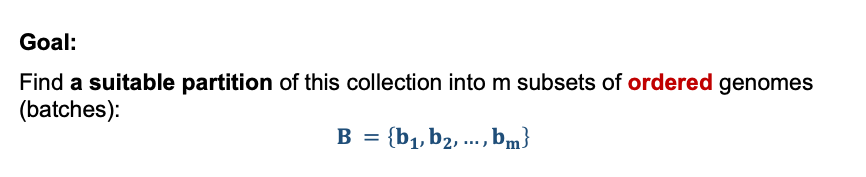 Goal:
Find a suitable partition of this collection into m subsets of ordered genomes
(batches):
B = {b₁, b₂, ..., bₘ}